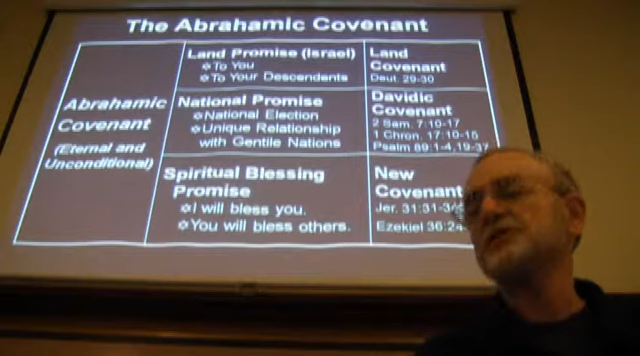 The Abrahamic Covenant
Abrahamic
Covenant
(Eternal and
Unconditional)
Land Promise (Israel)
To You
To Your Descendents
Land
Covenant
Deut. 29-30
National Promise
National Election
Unique Relationship
with Gentile Nations
Davidic
Covenant
2 Sam. 7:10-17
1 Chron. 17:10-15
Psalm 89:1-4,19-37
Spiritual Blessing
Promise
I will bless you.
You will bless others.
New
Covenant
Jer. 31:31-34
Ezekiel 36:24